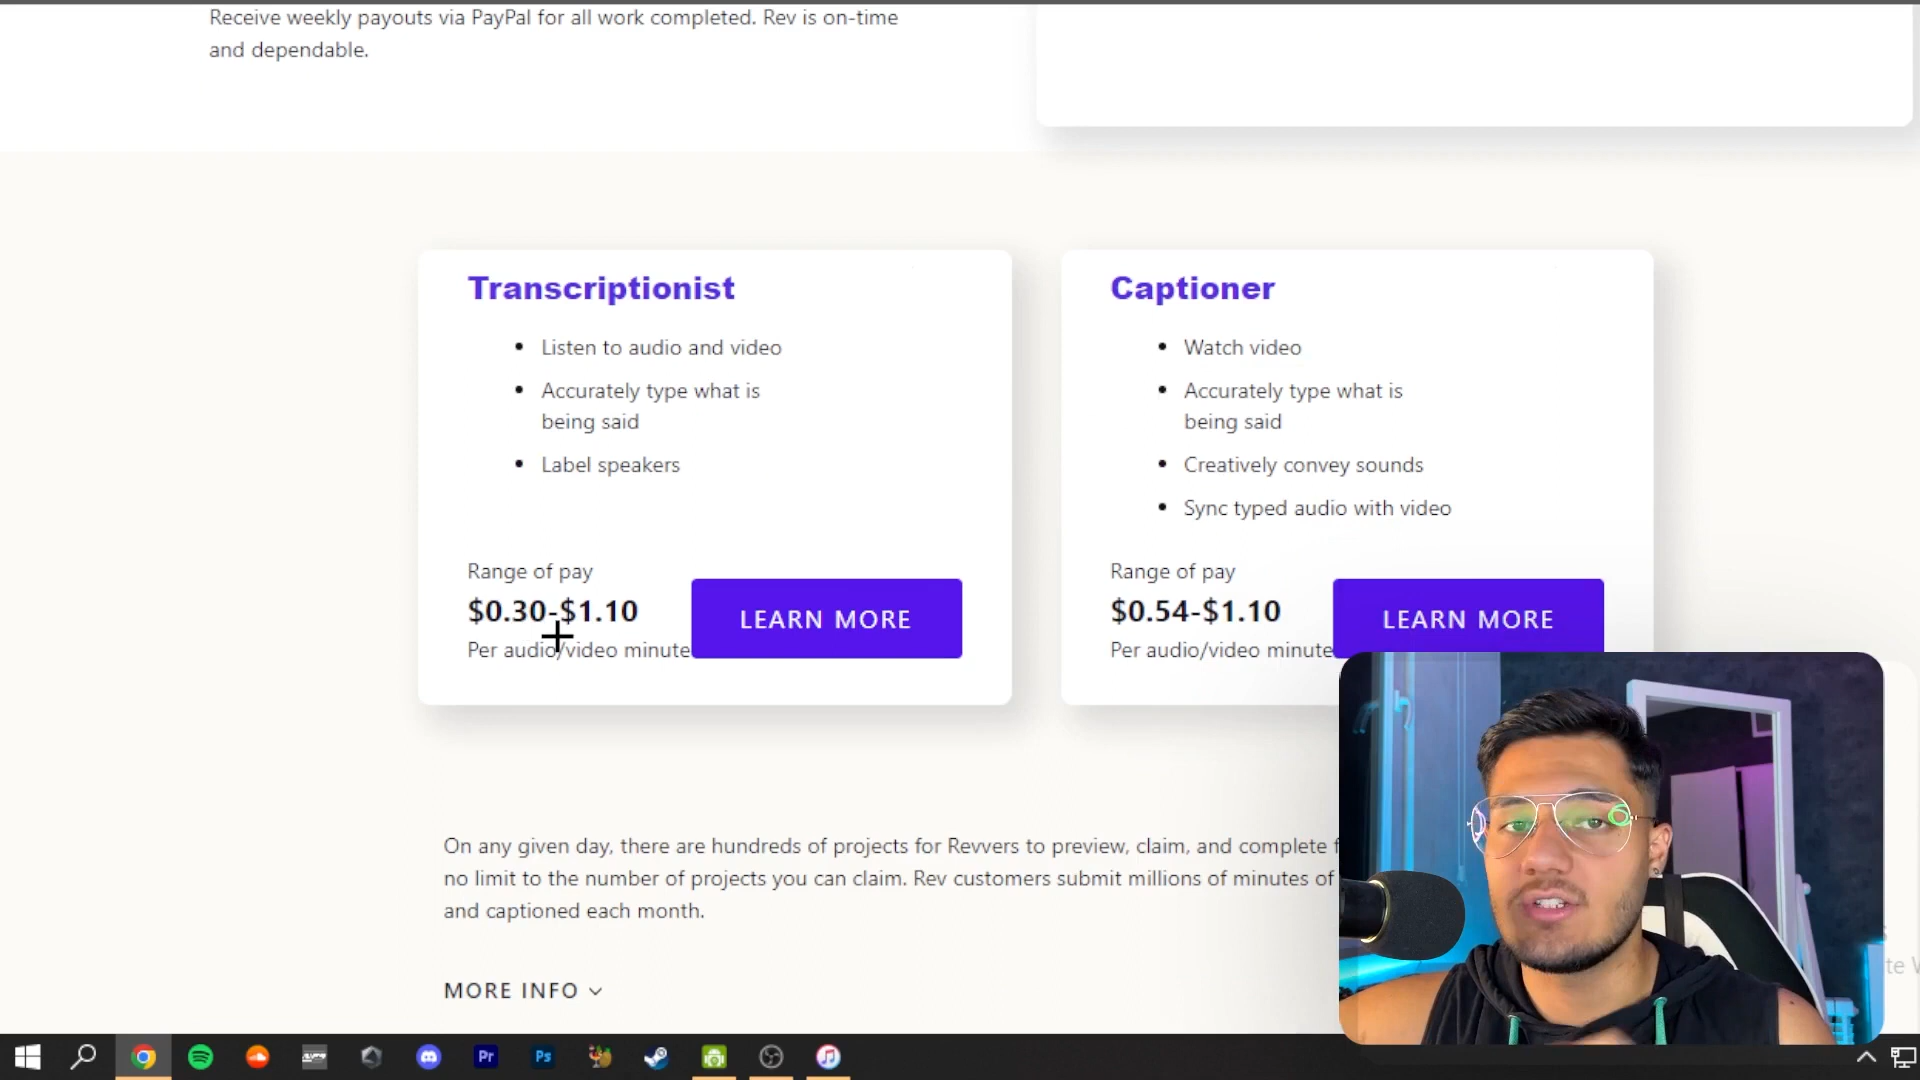 Receive weekly payouts via PayPal for all work completed. Rev is on-time
and dependable.
Transcriptionist
Listen to audio and video
Accurately type what is
being said
Label speakers
Range of pay
$0.30-$1.10
Per audio/video minute
LEARN MORE
Captioner
Watch video
Accurately type what is
being said
Creatively convey sounds
Sync typed audio with video
Range of pay
$0.54-$1.10
Per audio/video minute
LEARN MORE
On any given day, there are hundreds of projects for Revvers to preview, claim, and complete
no limit to the number of projects you can claim. Rev customers submit millions of minutes of
and captioned each month.
MORE INFO
Pr
Ps